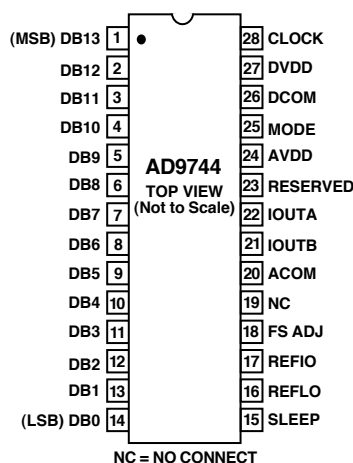 (MSB) DB13 1 28 CLOCK
DB12 2 27 DVDD
DB11 3 26 DCOM
DB10 4 25 MODE
DB9 5 24 AVDD
DB8 6 23 RESERVED
DB7 7 22 IOUTA
DB6 8 21 IOUTB
DB5 9 20 ACOM
DB4 10 19 NC
DB3 11 18 FS ADJ
DB2 12 17 REFIO
DB1 13 16 REFLO
(LSB) DB0 14 15 SLEEP
AD9744
TOP VIEW
(Not to Scale)
NC = NO CONNECT